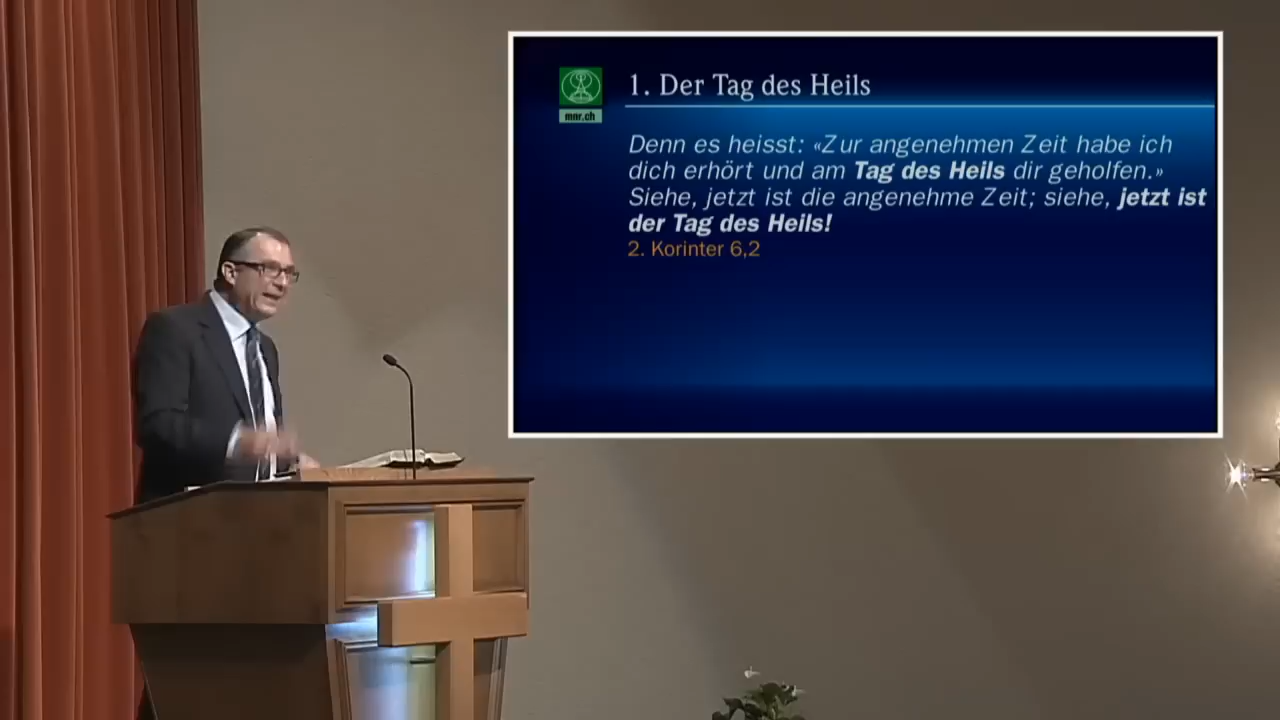 1. Der Tag des Heils
mnr.ch
Denn es heisst: «Zur angenehmen Zeit habe ich
dich erhört und am Tag des Heils dir geholfen.»
Siehe, jetzt ist die angenehme Zeit; siehe, jetzt ist
der Tag des Heils!
2. Korinter 6,2